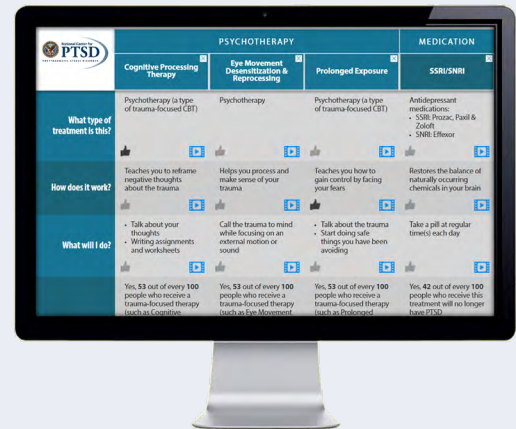 National Center for
PTSD
POSTTRAUMATIC STRESS DISORDER
PSYCHOTHERAPY
MEDICATION
Cognitive Processing
Therapy
Eye Movement
Desensitization &
Reprocessing
Prolonged Exposure
SSRI/SNRI
What type of
treatment is this?
Psychotherapy (a type
of trauma-focused CBT)
Psychotherapy
Psychotherapy (a type
of trauma-focused CBT)
Antidepressant
medications:
• SSRI: Prozac, Paxil &
Zoloft
• SNRI: Effexor
How does it work?
Teaches you to reframe
negative thoughts
about the trauma
Helps you process and
make sense of your
trauma
Teaches you how to
gain control by facing
your fears
Restores the balance of
naturally occurring
chemicals in your brain
What will I do?
• Talk about your
thoughts
• Writing assignments
and worksheets
Call the trauma to mind
while focusing on an
external motion or
sound
• Talk about the trauma
• Start doing safe
things you have been
avoiding
Take a pill at regular
time(s) each day
Yes, 53 out of every 100
people who receive a
trauma-focused therapy
(such as Cognitive
Yes, 53 out of every 100
people who receive a
trauma-focused therapy
(such as Eye Movement
Yes, 53 out of every 100
people who receive a
trauma-focused therapy
(such as Prolonged
Yes, 42 out of every 100
people who receive this
treatment will no longer
have PTSD